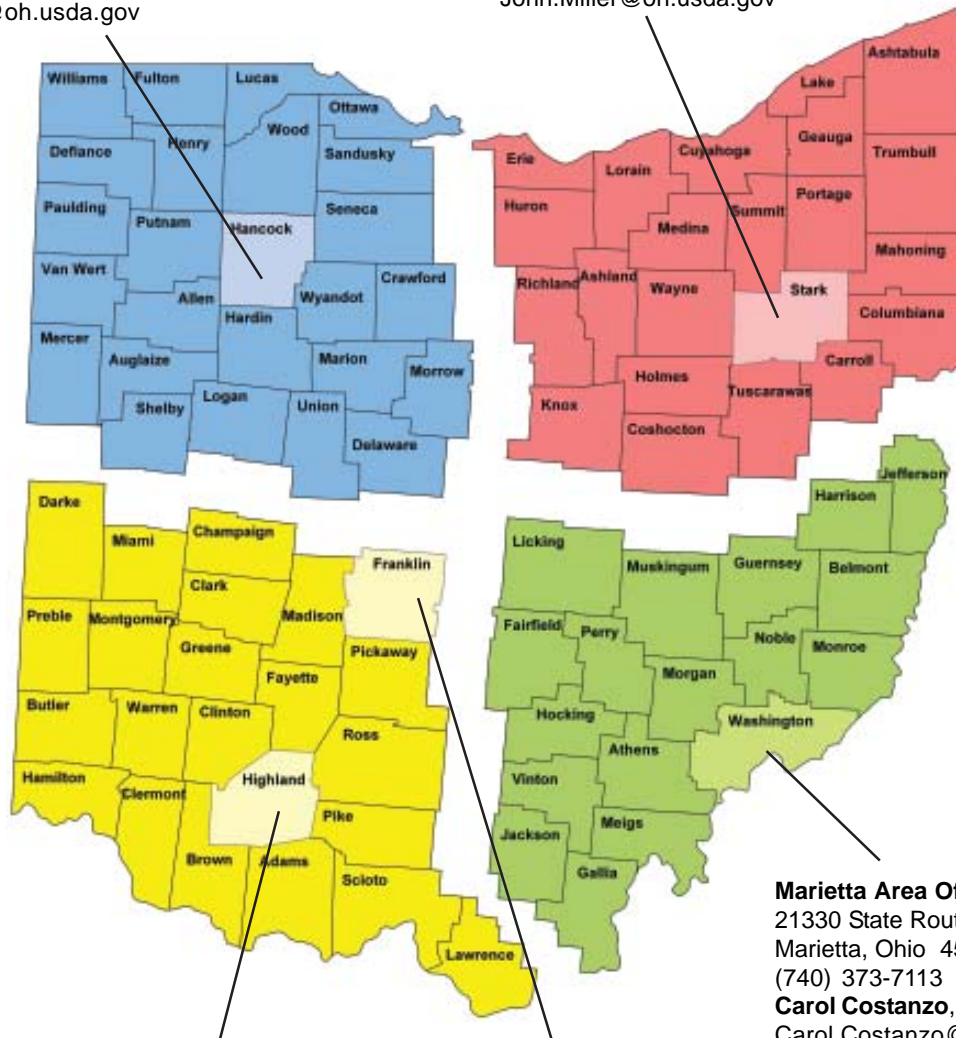 @oh.usda.gov
John.Miller@oh.usda.gov
Williams
Fulton
Lucas
Ottawa
Wood
Henry
Defiance
Sandusky
Paulding
Putnam
Seneca
Hancock
Van Wert
Allen
Wyandot
Crawford
Hardin
Mercer
Auglaize
Marion
Morrow
Shelby
Logan
Union
Delaware
Ashtabula
Lake
Geauga
Cuyahoga
Trumbull
Erie
Lorain
Portage
Huron
Summit
Medina
Mahoning
Richland
Ashland
Wayne
Stark
Columbiana
Carroll
Holmes
Tuscarawas
Knox
Coshocton
Darke
Miami
Champaign
Franklin
Clark
Preble
Montgomery
Madison
Greene
Pickaway
Fayette
Butler
Warren
Clinton
Ross
Hamilton
Highland
Clermont
Pike
Brown
Adams
Scioto
Lawrence
Jefferson
Harrison
Licking
Muskingum
Guernsey
Belmont
Fairfield
Perry
Noble
Monroe
Morgan
Hocking
Washington
Athens
Vinton
Meigs
Jackson
Gallia
Marietta Area
21330 State
Marietta, Ohio 45
(740) 373-7113
Carol Costanzo,
Carol.Costanzo@